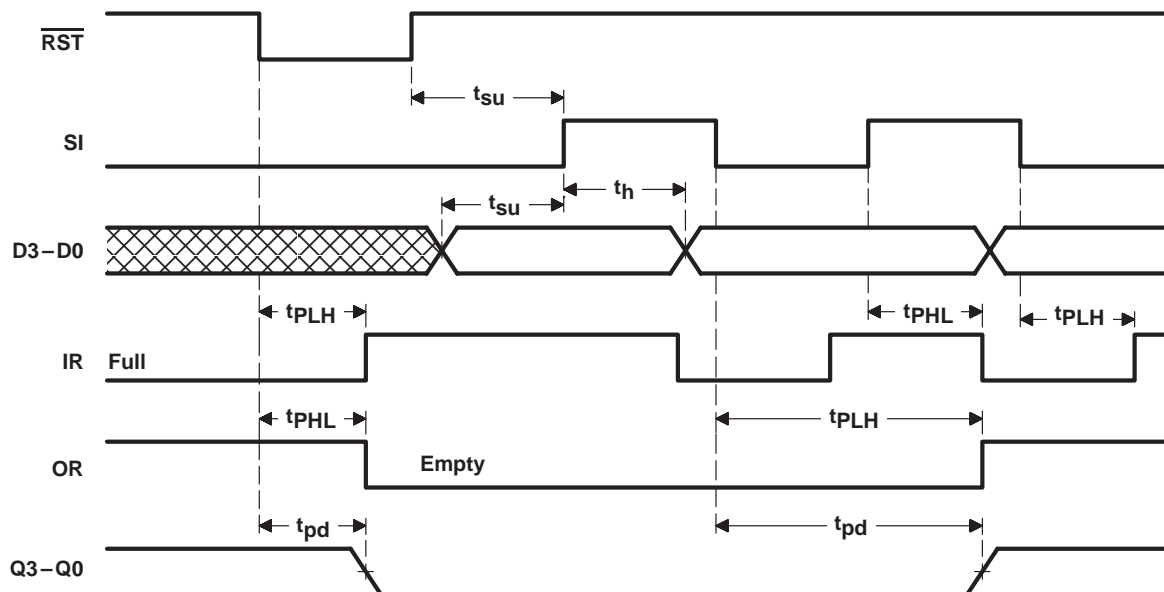 RST
tsu
SI
th
tsu
D3–D0
tPLH
tPHL
tPLH
IR
Full
tPHL
tPLH
OR
Empty
tpd
tpd
Q3–Q0